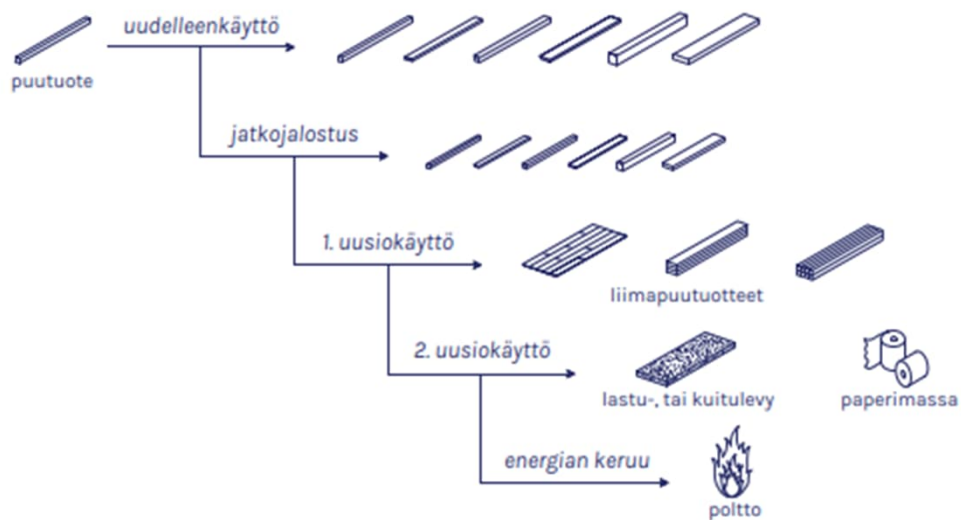 uudelleenkäyttö
puutuote
jatkojalostus
1. uusiokäyttö
liimapuutuotteet
2. uusiokäyttö
lastu-, tai kuitulevy
paperimassa
energian keruu
poltto